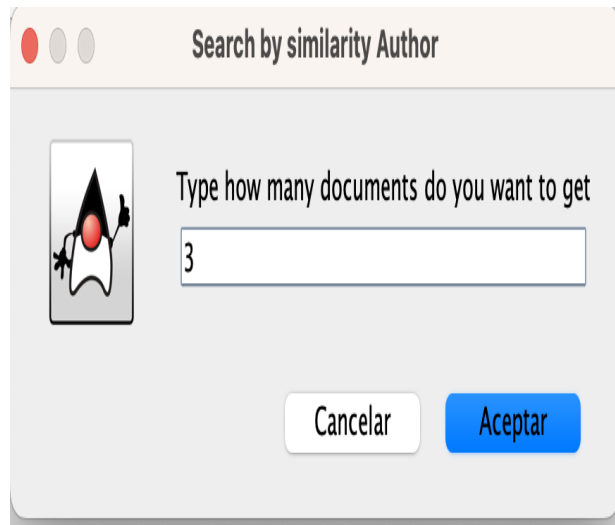 Search by similarity Author
Type how many documents do you want to get
3
Cancelar
Aceptar